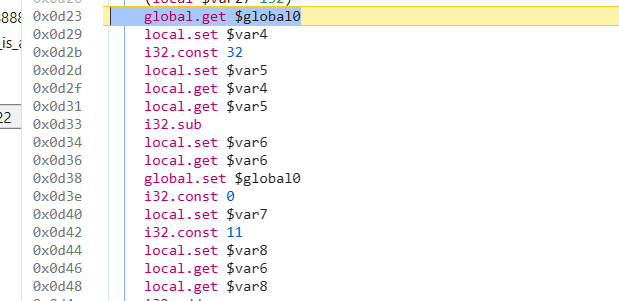 8888
_is_a
22
0x0d23 global.get $global0
0x0d29 local.set $var4
0x0d2b i32.const 32
0x0d2d local.set $var5
0x0d2f local.get $var4
0x0d31 local.get $var5
0x0d33 i32.sub
0x0d34 local.set $var6
0x0d36 local.get $var6
0x0d38 global.set $global0
0x0d3e i32.const 0
0x0d40 local.set $var7
0x0d42 i32.const 11
0x0d44 local.set $var8
0x0d46 local.get $var6
0x0d48 local.get $var8